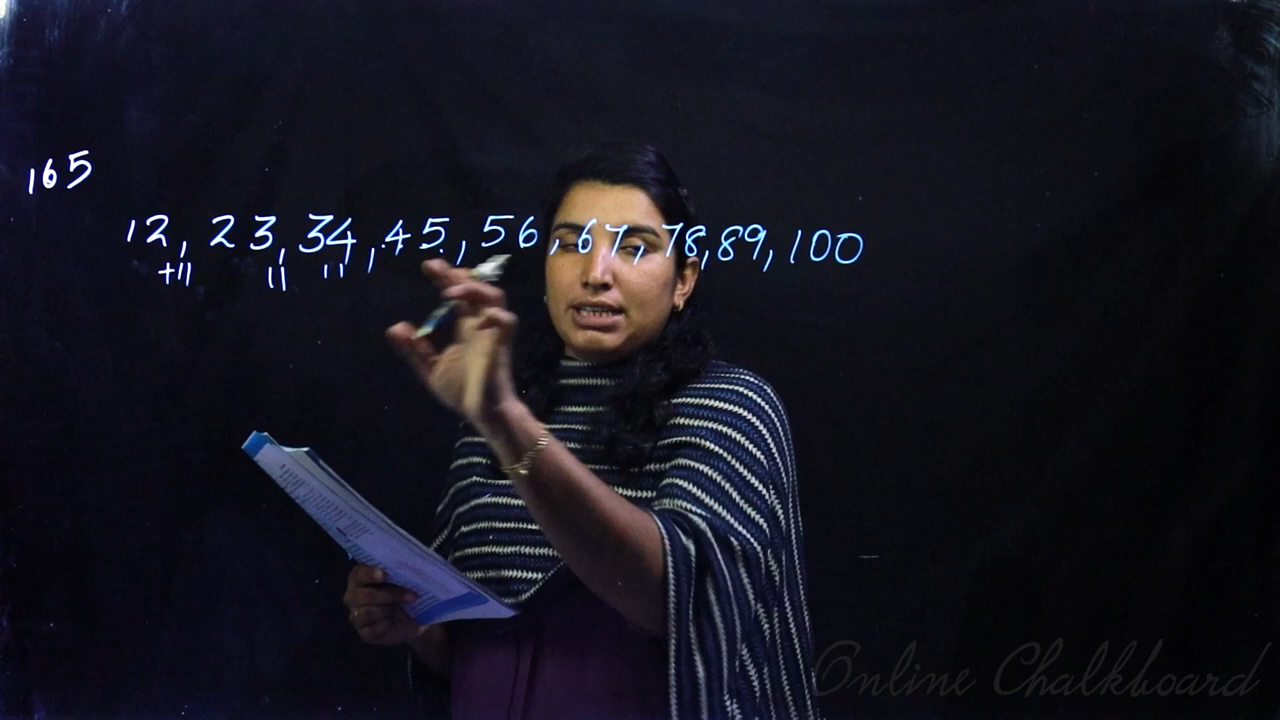 165
12, 23, 34, 45, 56, 67, 78, 89, 100
+11 11 11
Online Chalkboard